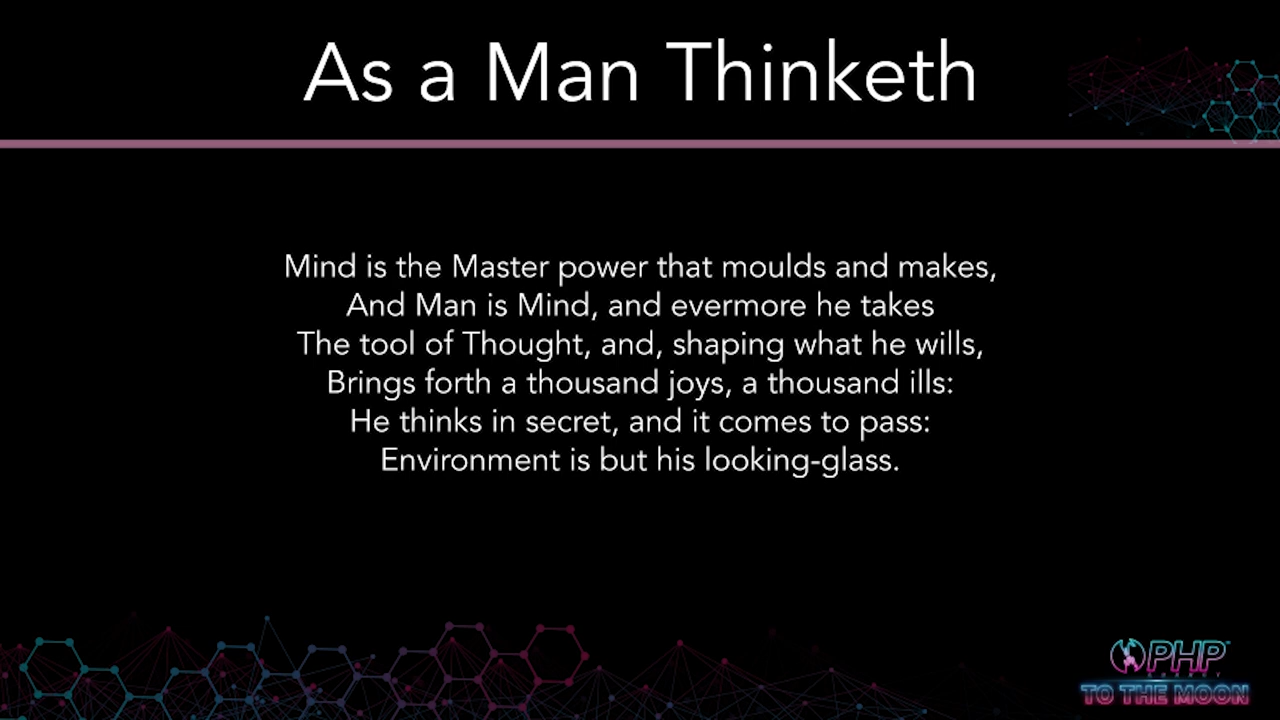 As a Man Thinketh
Mind is the Master power that moulds and makes,
And Man is Mind, and evermore he takes
The tool of Thought, and, shaping what he wills,
Brings forth a thousand joys, a thousand ills:
He thinks in secret, and it comes to pass:
Environment is but his looking-glass.
PHP
TO THE MOON